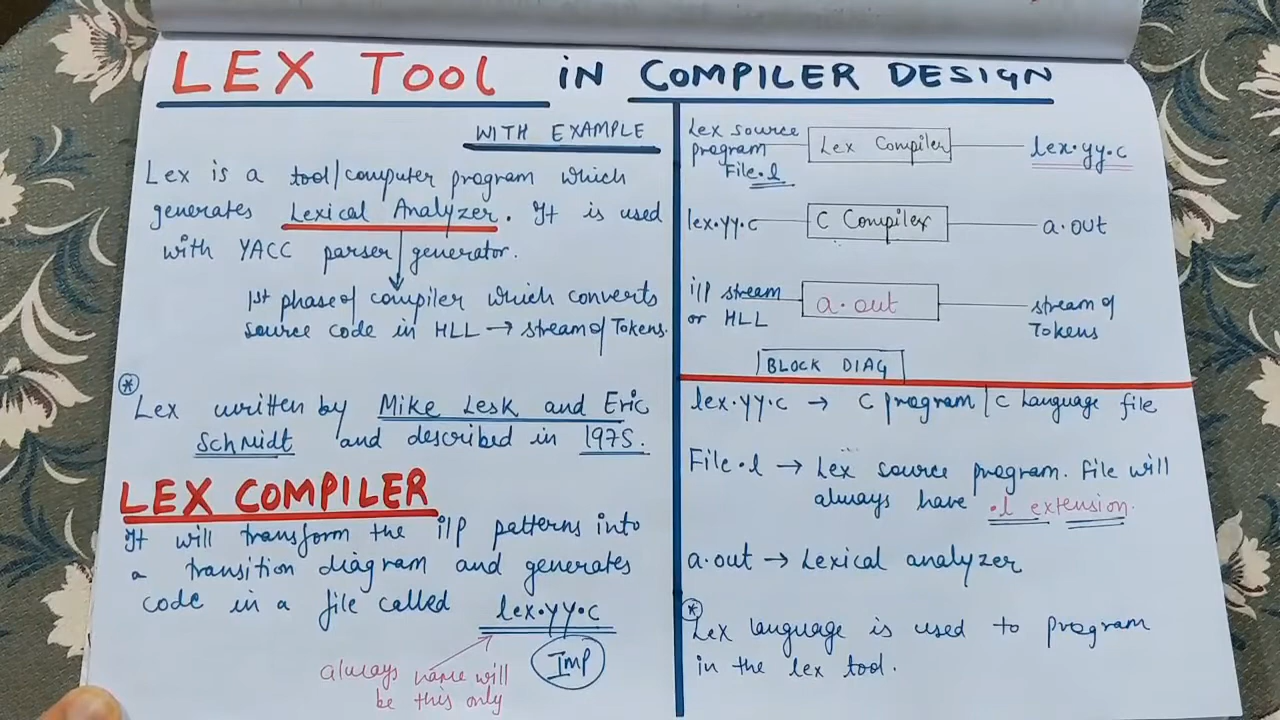 LEX TOOL IN COMPILER DESIGN
WITH EXAMPLE
Lex is a tool/computer program which
generates Lexical Analyzer. It is used
with YACC parser generator.
1st phase of compiler which converts
source code in HLL → stream of Tokens.
* Lex written by Mike Lesk and Eric
Schmidt and described in 1975.
LEX COMPILER
It will transform the i/p patterns into
a transition diagram and generates
code in a file called lex.yy.c
always name will
be this only
IMP
Lex source
program
File.l
Lex Compiler
lex.yy.c
lex.yy.c
C Compiler
a.out
i/p stream
or HLL
a.out
stream of
Tokens
BLOCK DIAG
lex.yy.c → C program | C Language file
File.l → Lex source program. File will
always have .l extension.
a.out → Lexical analyzer
* Lex language is used to program
in the lex tool.